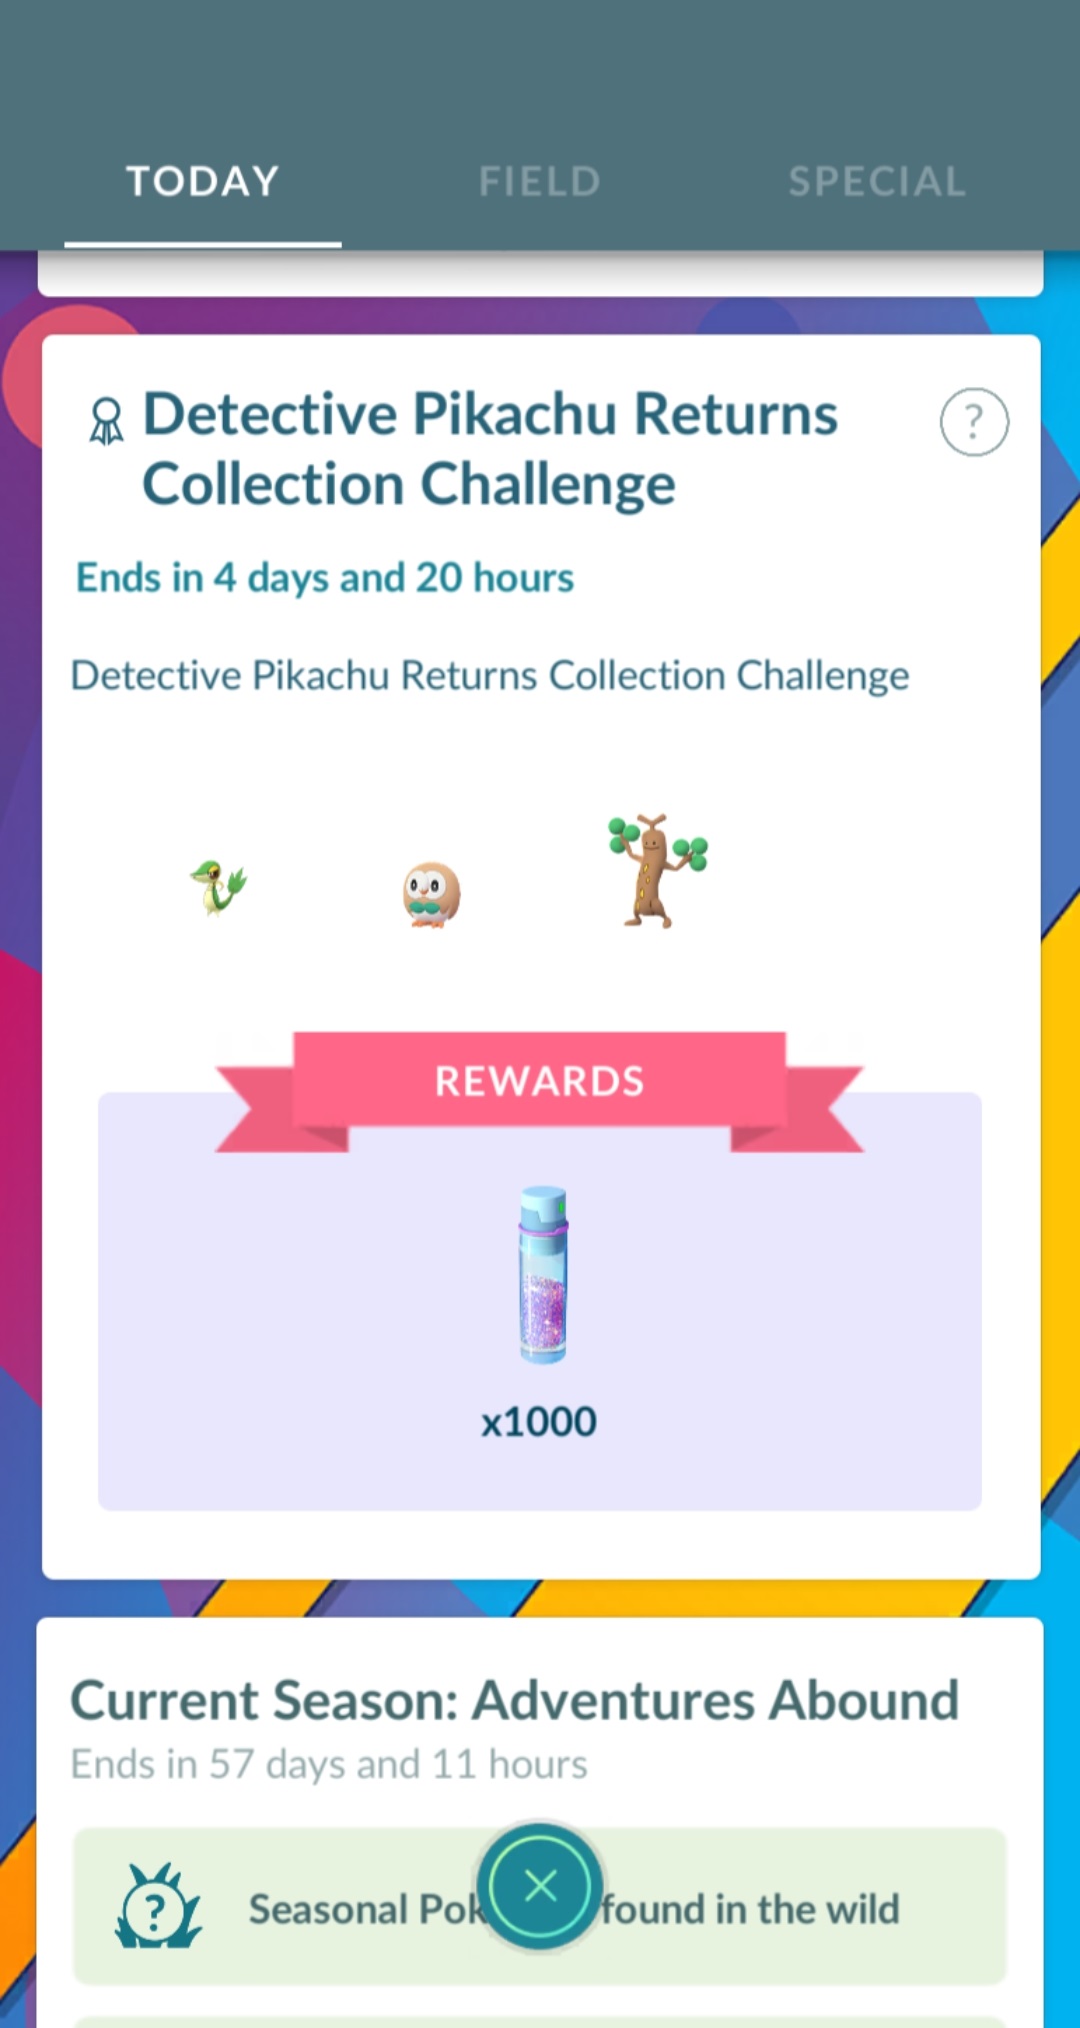 TODAY FIELD SPECIAL
Detective Pikachu Returns
Collection Challenge
?
Ends in 4 days and 20 hours
Detective Pikachu Returns Collection Challenge
REWARDS
x1000
Current Season: Adventures Abound
Ends in 57 days and 11 hours
? Seasonal Pok found in the wild